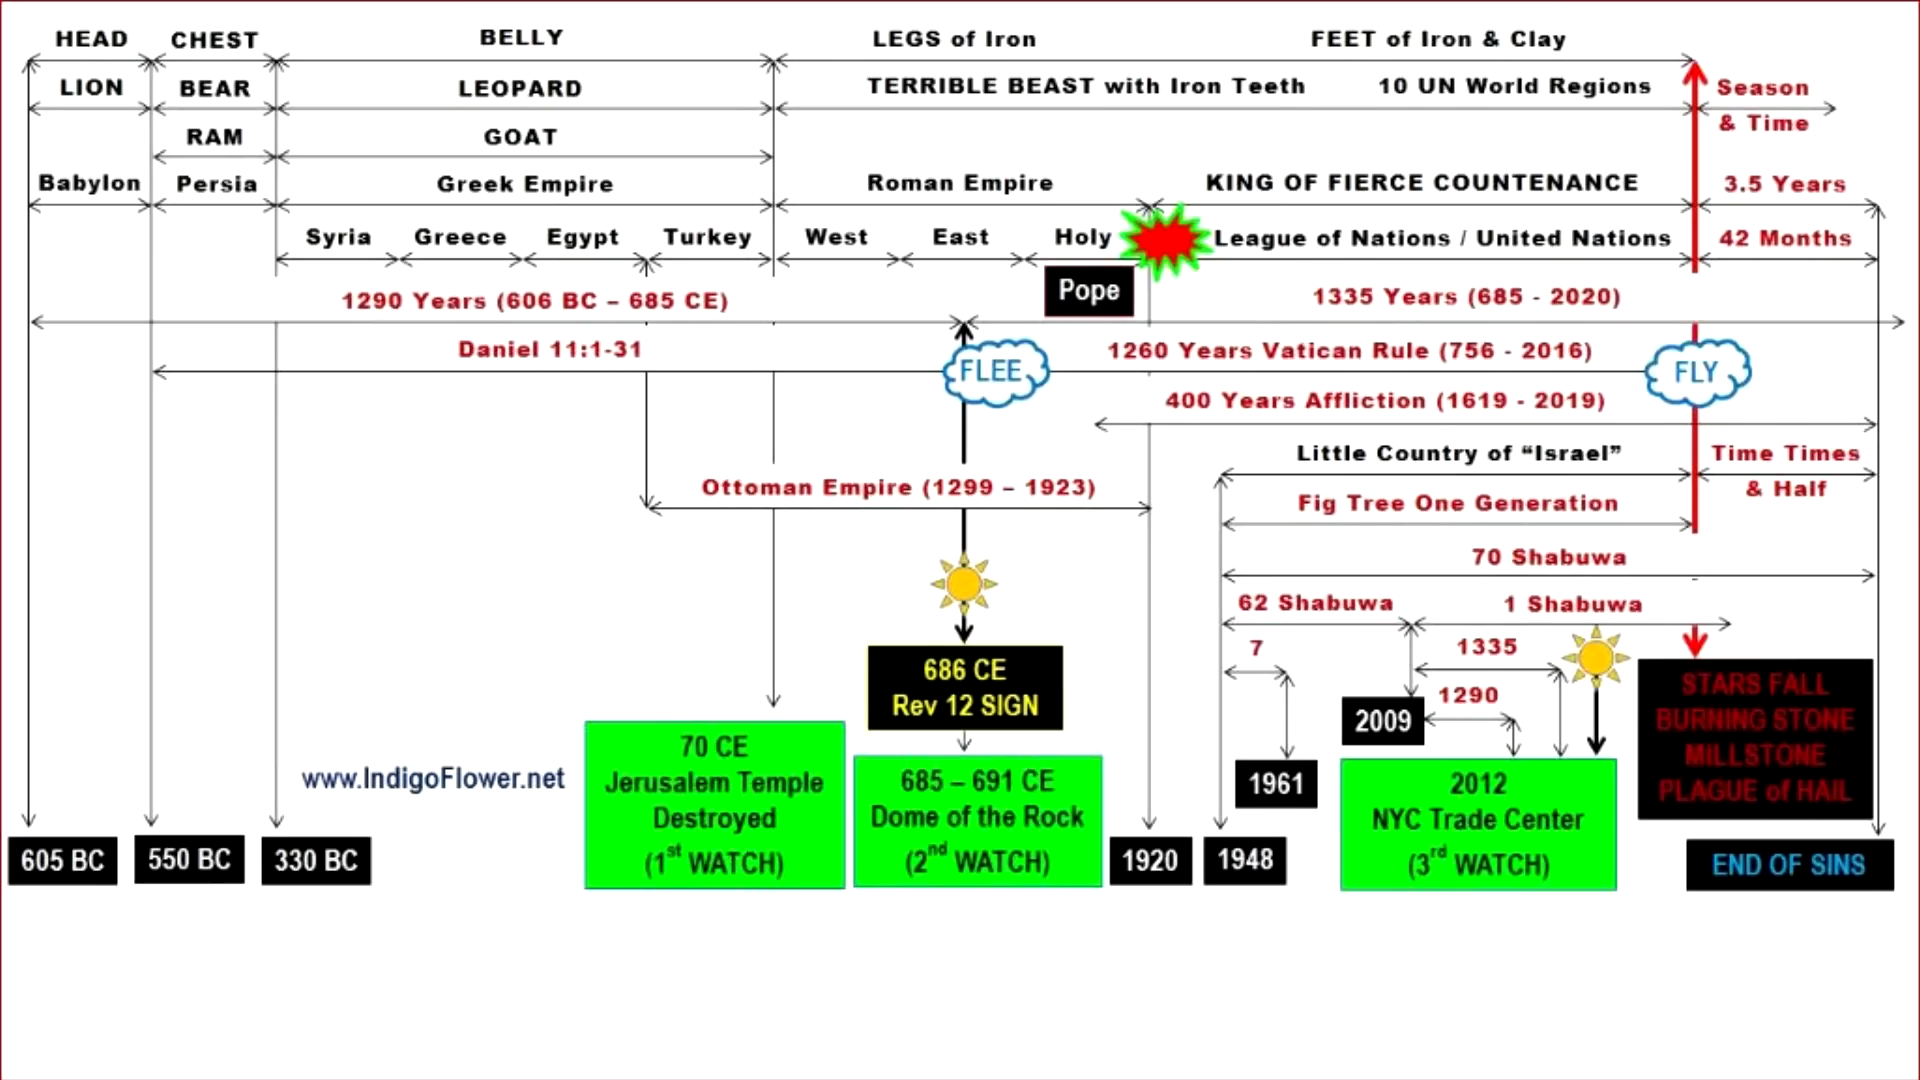 HEAD CHEST BELLY LEGS of Iron FEET of Iron & Clay
LION BEAR LEOPARD TERRIBLE BEAST with Iron Teeth 10 UN World Regions Season
& Time
RAM GOAT
Babylon Persia Greek Empire Roman Empire KING OF FIERCE COUNTENANCE 3.5 Years
Syria Greece Egypt Turkey West East Holy League of Nations / United Nations 42 Months
Pope
1290 Years (606 BC – 685 CE) 1335 Years (685 - 2020)
Daniel 11:1-31 FLEE 1260 Years Vatican Rule (756 - 2016) FLY
400 Years Affliction (1619 - 2019)
Little Country of “Israel” Time Times
& Half
Ottoman Empire (1299 – 1923)
Fig Tree One Generation
70 Shabuwa
62 Shabuwa 1 Shabuwa
7 1335
1290
686 CE
Rev 12 SIGN
STARS FALL
BURNING STONE
MILLSTONE
PLAGUE of HAIL
2009
www.IndigoFlower.net
70 CE
Jerusalem Temple
Destroyed
(1st WATCH)
685 – 691 CE
Dome of the Rock
(2nd WATCH)
1961
2012
NYC Trade Center
(3rd WATCH)
605 BC 550 BC 330 BC 1920 1948 END OF SINS